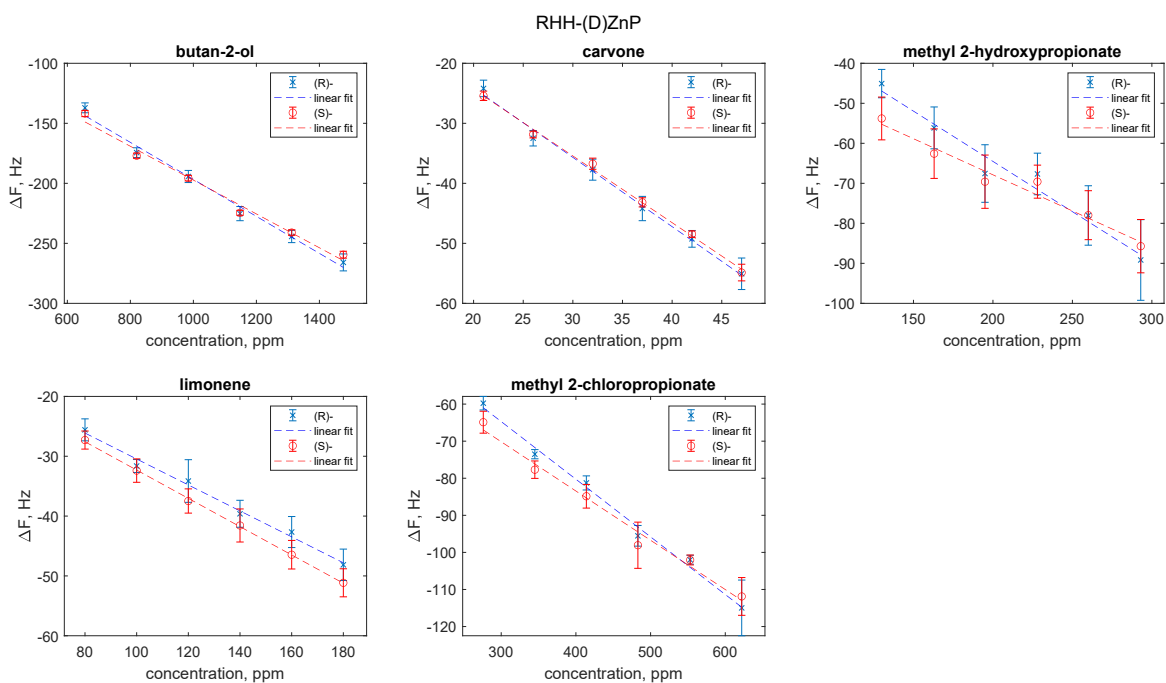 RHH-(D)ZnP
butan-2-ol
-100
-150
-200
-250
-300
ΔF, Hz
600 800 1000 1200 1400
concentration, ppm
(R)-
linear fit
(S)-
linear fit
carvone
-20
-30
-40
-50
-60
ΔF, Hz
20 25 30 35 40 45
concentration, ppm
(R)-
linear fit
(S)-
linear fit
methyl 2-hydroxypropionate
-40
-50
-60
-70
-80
-90
-100
ΔF, Hz
150 200 250 300
concentration, ppm
(R)-
linear fit
(S)-
linear fit
limonene
-20
-30
-40
-50
-60
ΔF, Hz
80 100 120 140 160 180
concentration, ppm
(R)-
linear fit
(S)-
linear fit
methyl 2-chloropropionate
-60
-70
-80
-90
-100
-110
-120
ΔF, Hz
300 400 500 600
concentration, ppm
(R)-
linear fit
(S)-
linear fit